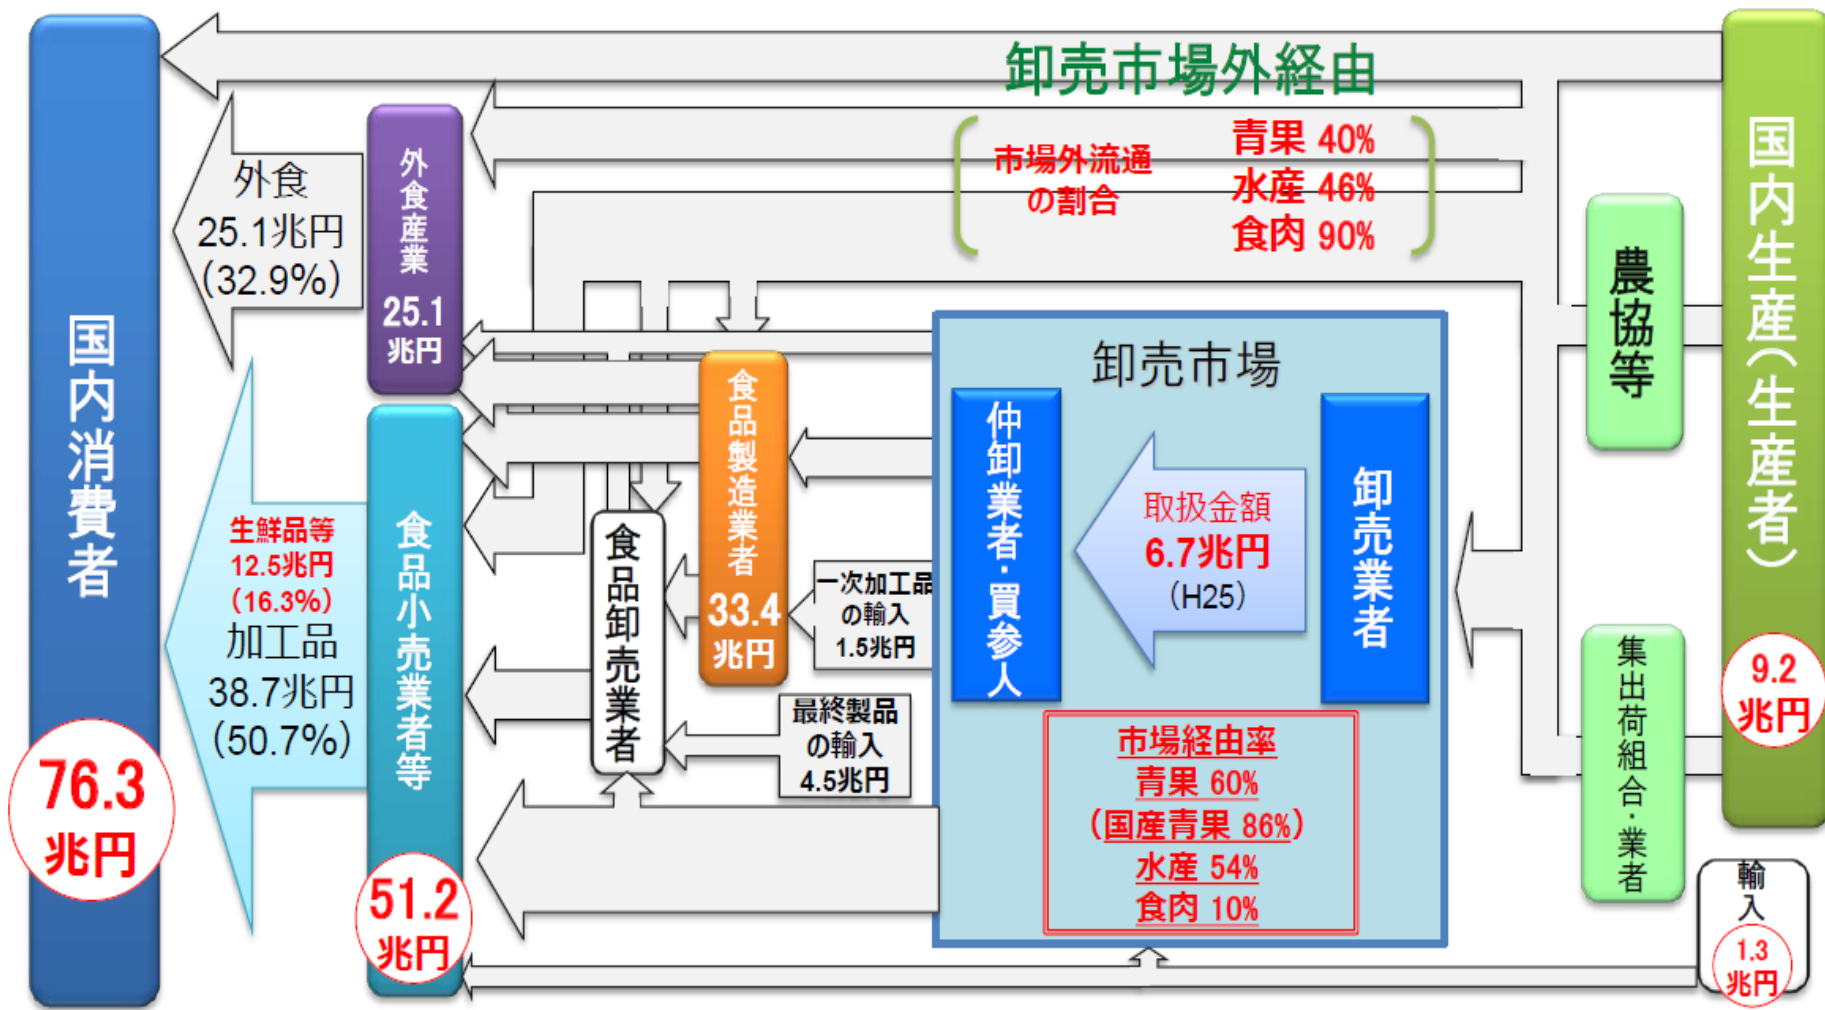 国内消費者
76.3
兆円
外食
25.1兆円
(32.9%)
生鮮品等
12.5兆円
(16.3%)
加工品
38.7兆円
(50.7%)
外食産業
25.1
兆円
食品小売業者等
51.2
兆円
食品卸売業者
食品製造業者
33.4
兆円
一次加工品
の輸入
1.5兆円
最終製品
の輸入
4.5兆円
卸売市場外経由
市場外流通
の割合
青果 40%
水産 46%
食肉 90%
卸売市場
仲卸業者・買参人
取扱金額
6.7兆円
(H25)
卸売業者
市場経由率
青果 60%
(国産青果 86%)
水産 54%
食肉 10%
農協等
集出荷組合・業者
国内生産(生産者)
9.2
兆円
輸入
1.3
兆円